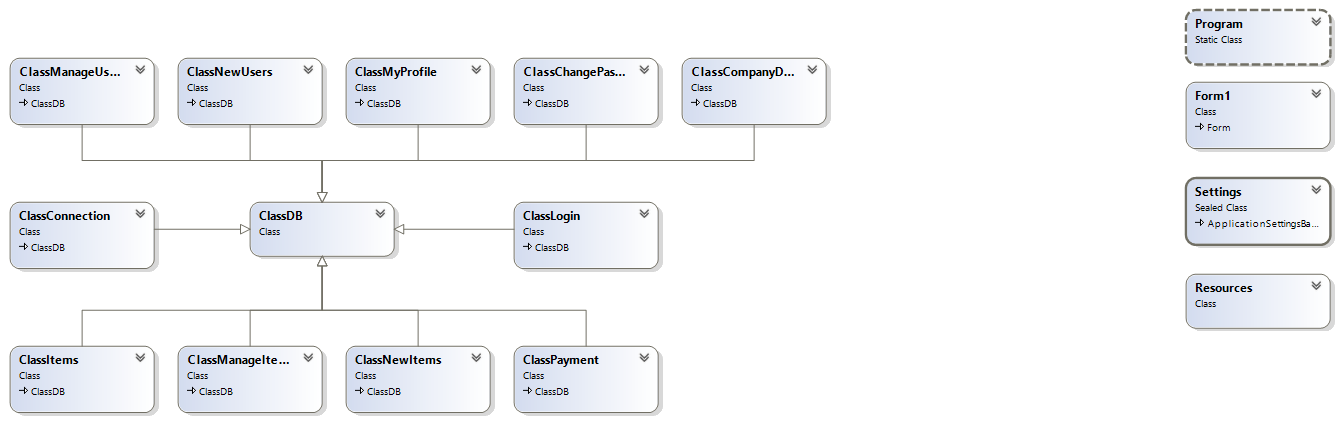 Program
Static Class
ClassManageUs...
Class
ClassDB
ClassNewUsers
Class
ClassDB
ClassMyProfile
Class
ClassDB
ClassChangePas...
Class
ClassDB
ClassCompanyD...
Class
ClassDB
Form1
Class
Form
ClassConnection
Class
ClassDB
ClassDB
Class
ClassLogin
Class
ClassDB
Settings
Sealed Class
ApplicationSettingsBa...
Resources
Class
ClassItems
Class
ClassDB
ClassManageIte...
Class
ClassDB
ClassNewItems
Class
ClassDB
ClassPayment
Class
ClassDB